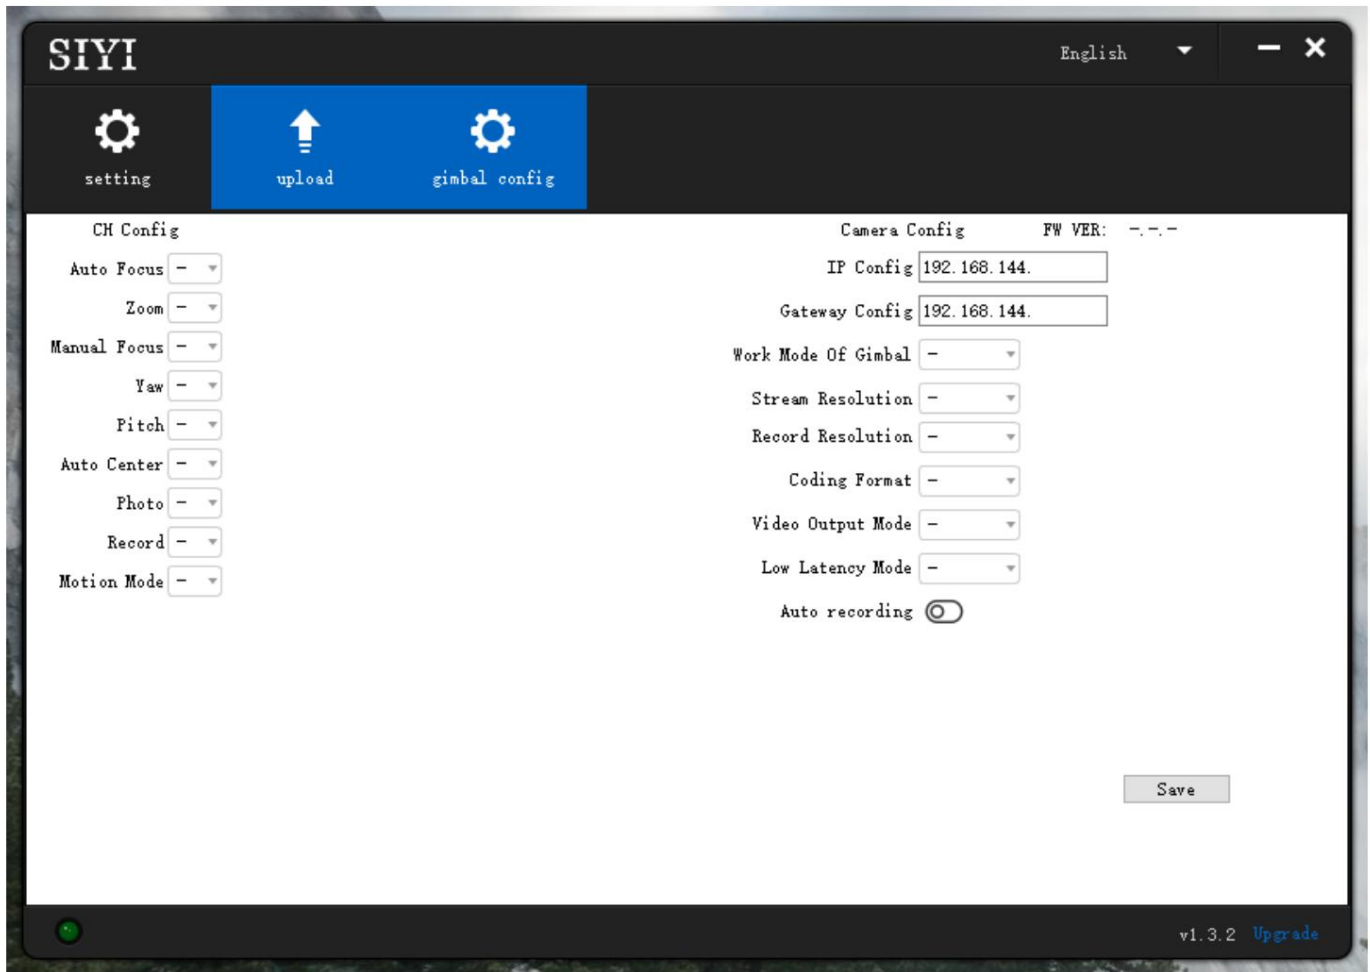 SIYI
English
setting
upload
gimbal config
CH Config
Auto Focus -
Zoom -
Manual Focus -
Yaw -
Pitch -
Auto Center -
Photo -
Record -
Motion Mode -
Camera Config FW VER: -.-.-
IP Config 192.168.144.
Gateway Config 192.168.144.
Work Mode Of Gimbal -
Stream Resolution -
Record Resolution -
Coding Format -
Video Output Mode -
Low Latency Mode -
Auto recording
Save
v1.3.2 Upgrade